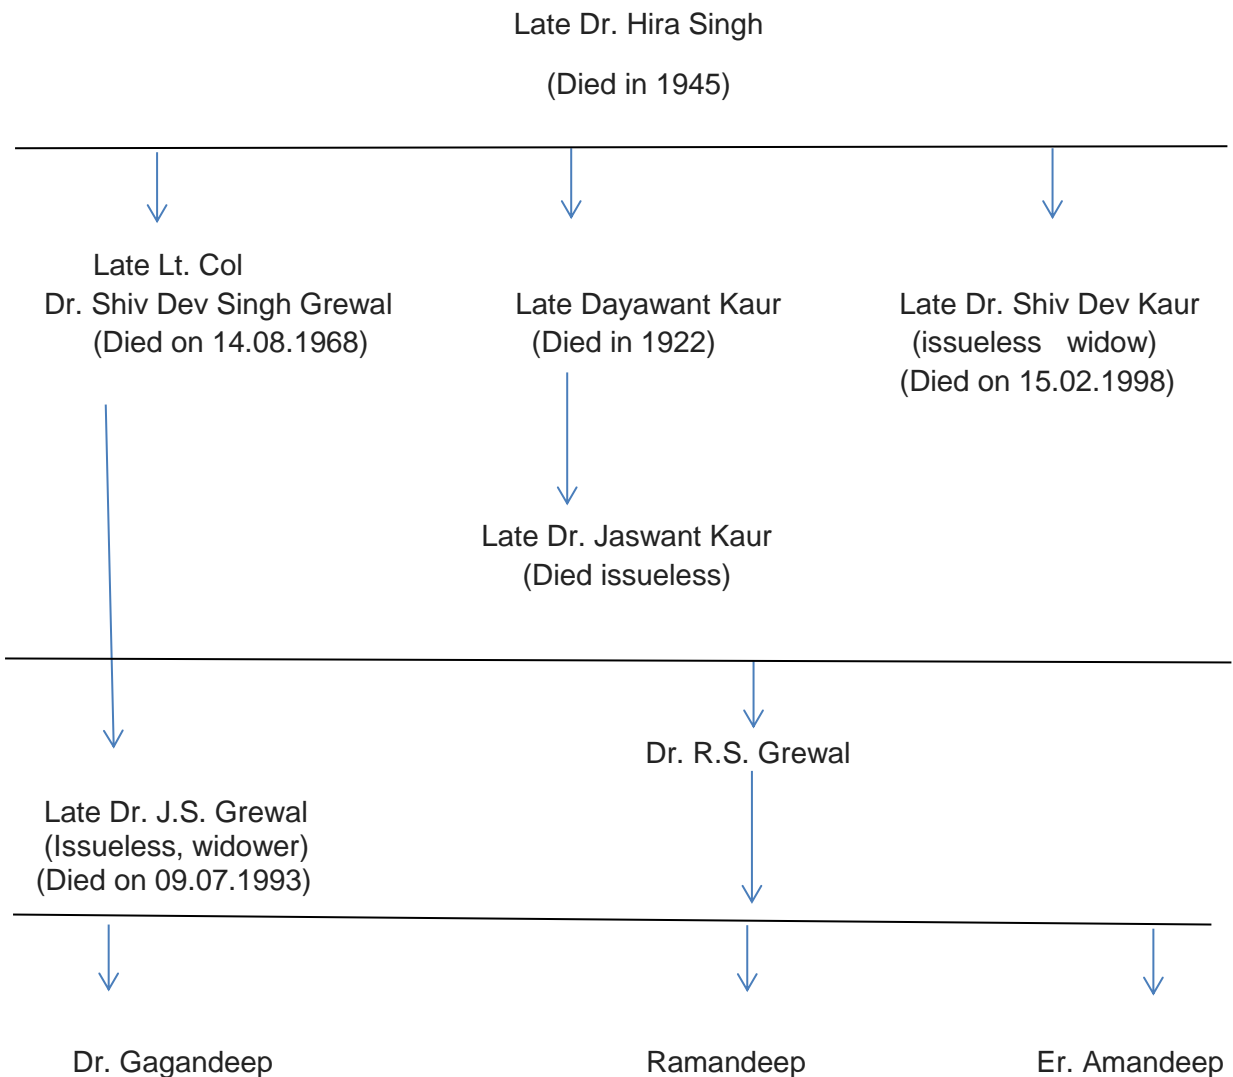 Late Dr. Hira Singh
(Died in 1945)
Late Lt. Col
Dr. Shiv Dev Singh Grewal
(Died on 14.08.1968)
Late Dayawant Kaur
(Died in 1922)
Late Dr. Shiv Dev Kaur
(issueless widow)
(Died on 15.02.1998)
Late Dr. Jaswant Kaur
(Died issueless)
Dr. R.S. Grewal
Late Dr. J.S. Grewal
(Issueless, widower)
(Died on 09.07.1993)
Dr. Gagandeep
Ramandeep
Er. Amandeep